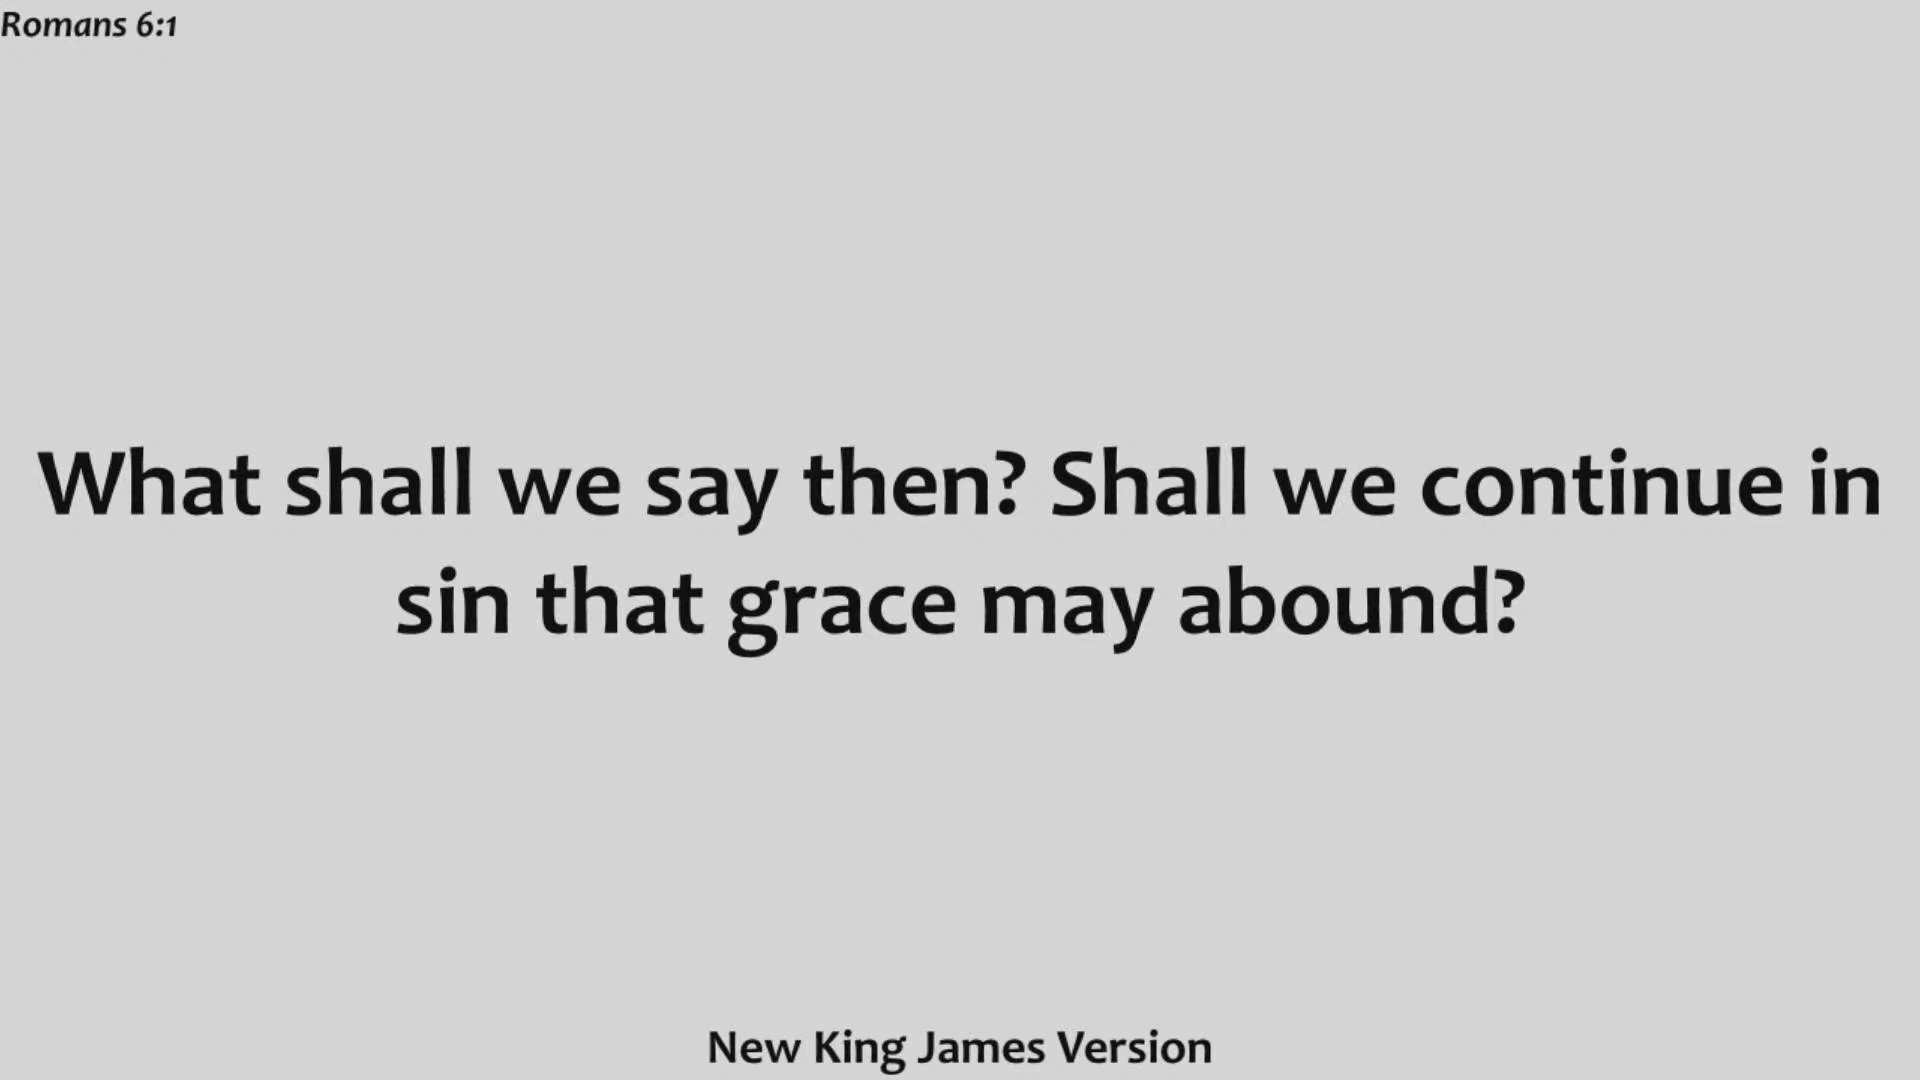 Romans 6:1
What shall we say then? Shall we continue in
sin that grace may abound?
New King James Version